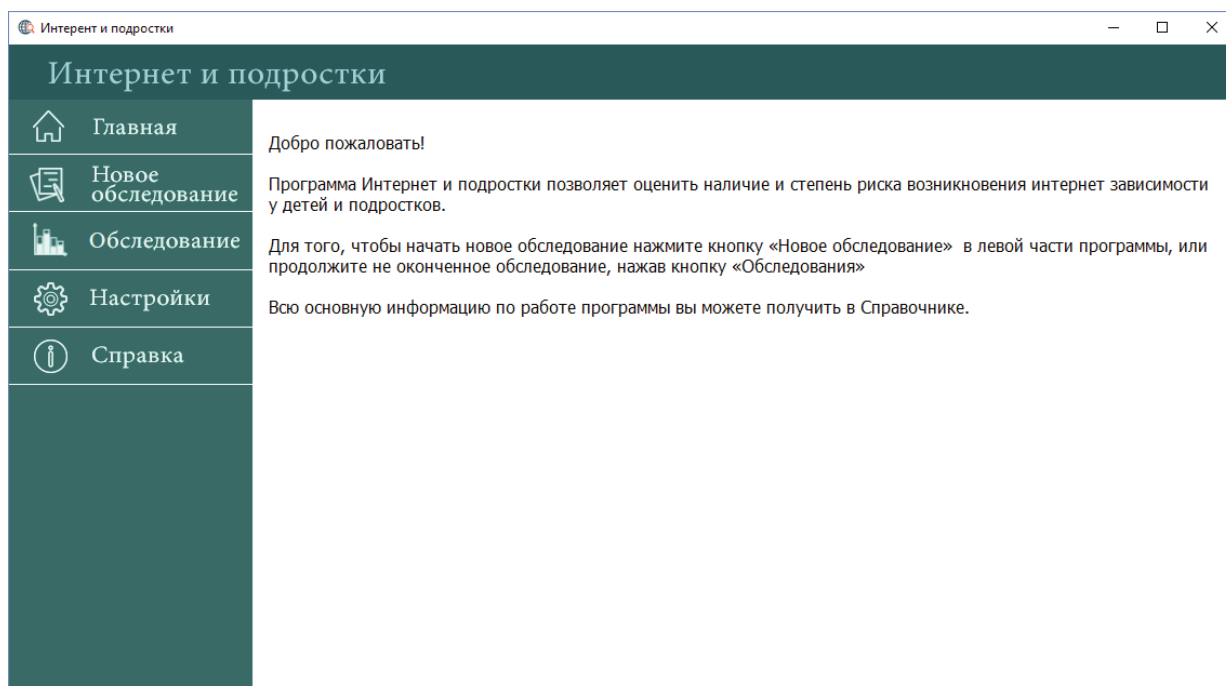 Интерент и подростки
Интернет и подростки
Главная
Новое
обследование
Обследование
Настройки
Справка
Добро пожаловать!
Программа Интернет и подростки позволяет оценить наличие и степень риска возникновения интернет зависимости
у детей и подростков.
Для того, чтобы начать новое обследование нажмите кнопку «Новое обследование»  в левой части программы, или
продолжите не оконченное обследование, нажав кнопку «Обследования»
Всю основную информацию по работе программы вы можете получить в Справочнике.